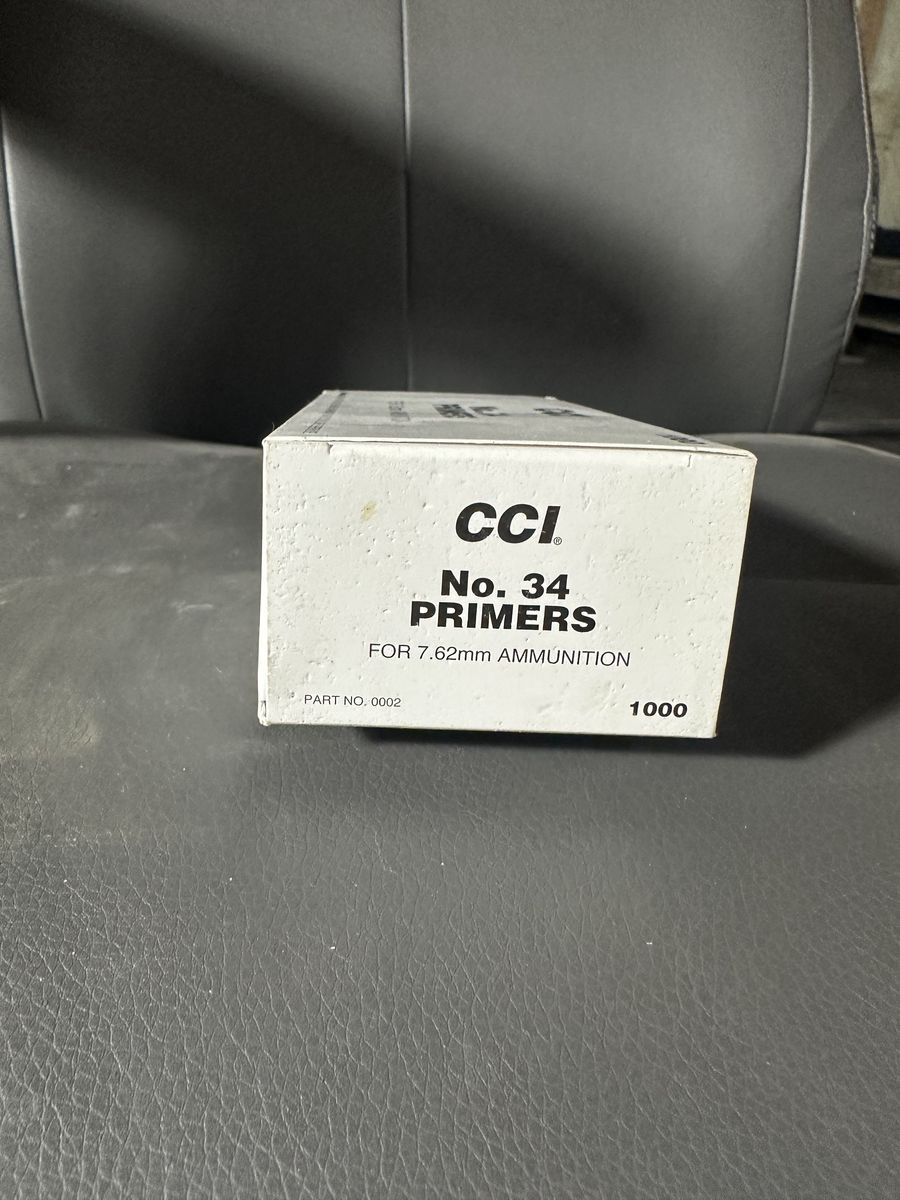 CCI®
No. 34
PRIMERS
FOR 7.62mm AMMUNITION
PART NO. 0002
1000